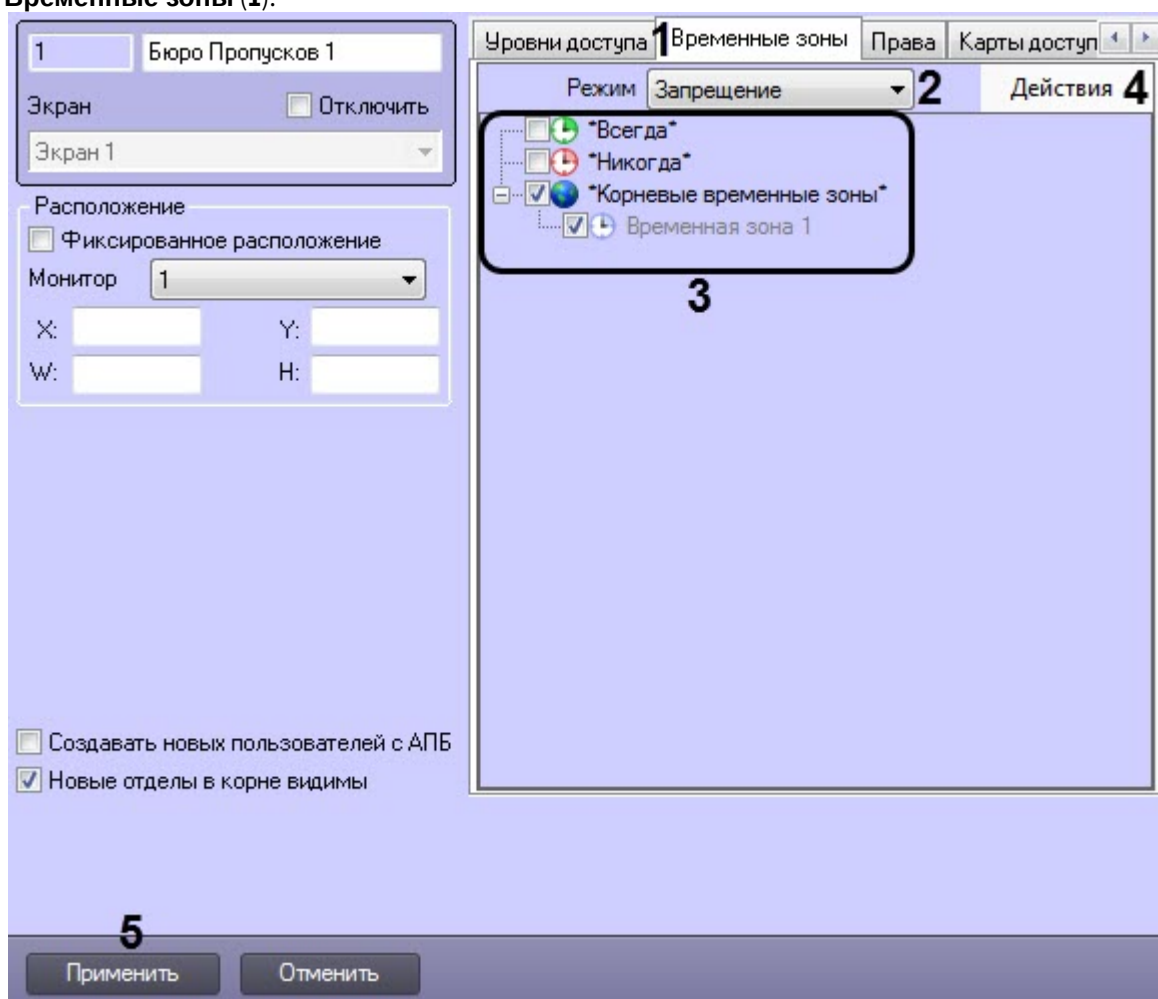 Временные зоны (1).
1 Бюро Пропусков 1
Экран Отключить
Экран 1
Расположение
Фиксированное расположение
Монитор 1
X: Y:
W: H:
Создавать новых пользователей с АПБ
Новые отделы в корне видимы
Уровни доступа 1 Временные зоны Права Карты доступ
Режим Запрещение 2 Действия 4
*Всегда*
*Никогда*
*Корневые временные зоны*
Временная зона 1
3
5
Применить Отменить